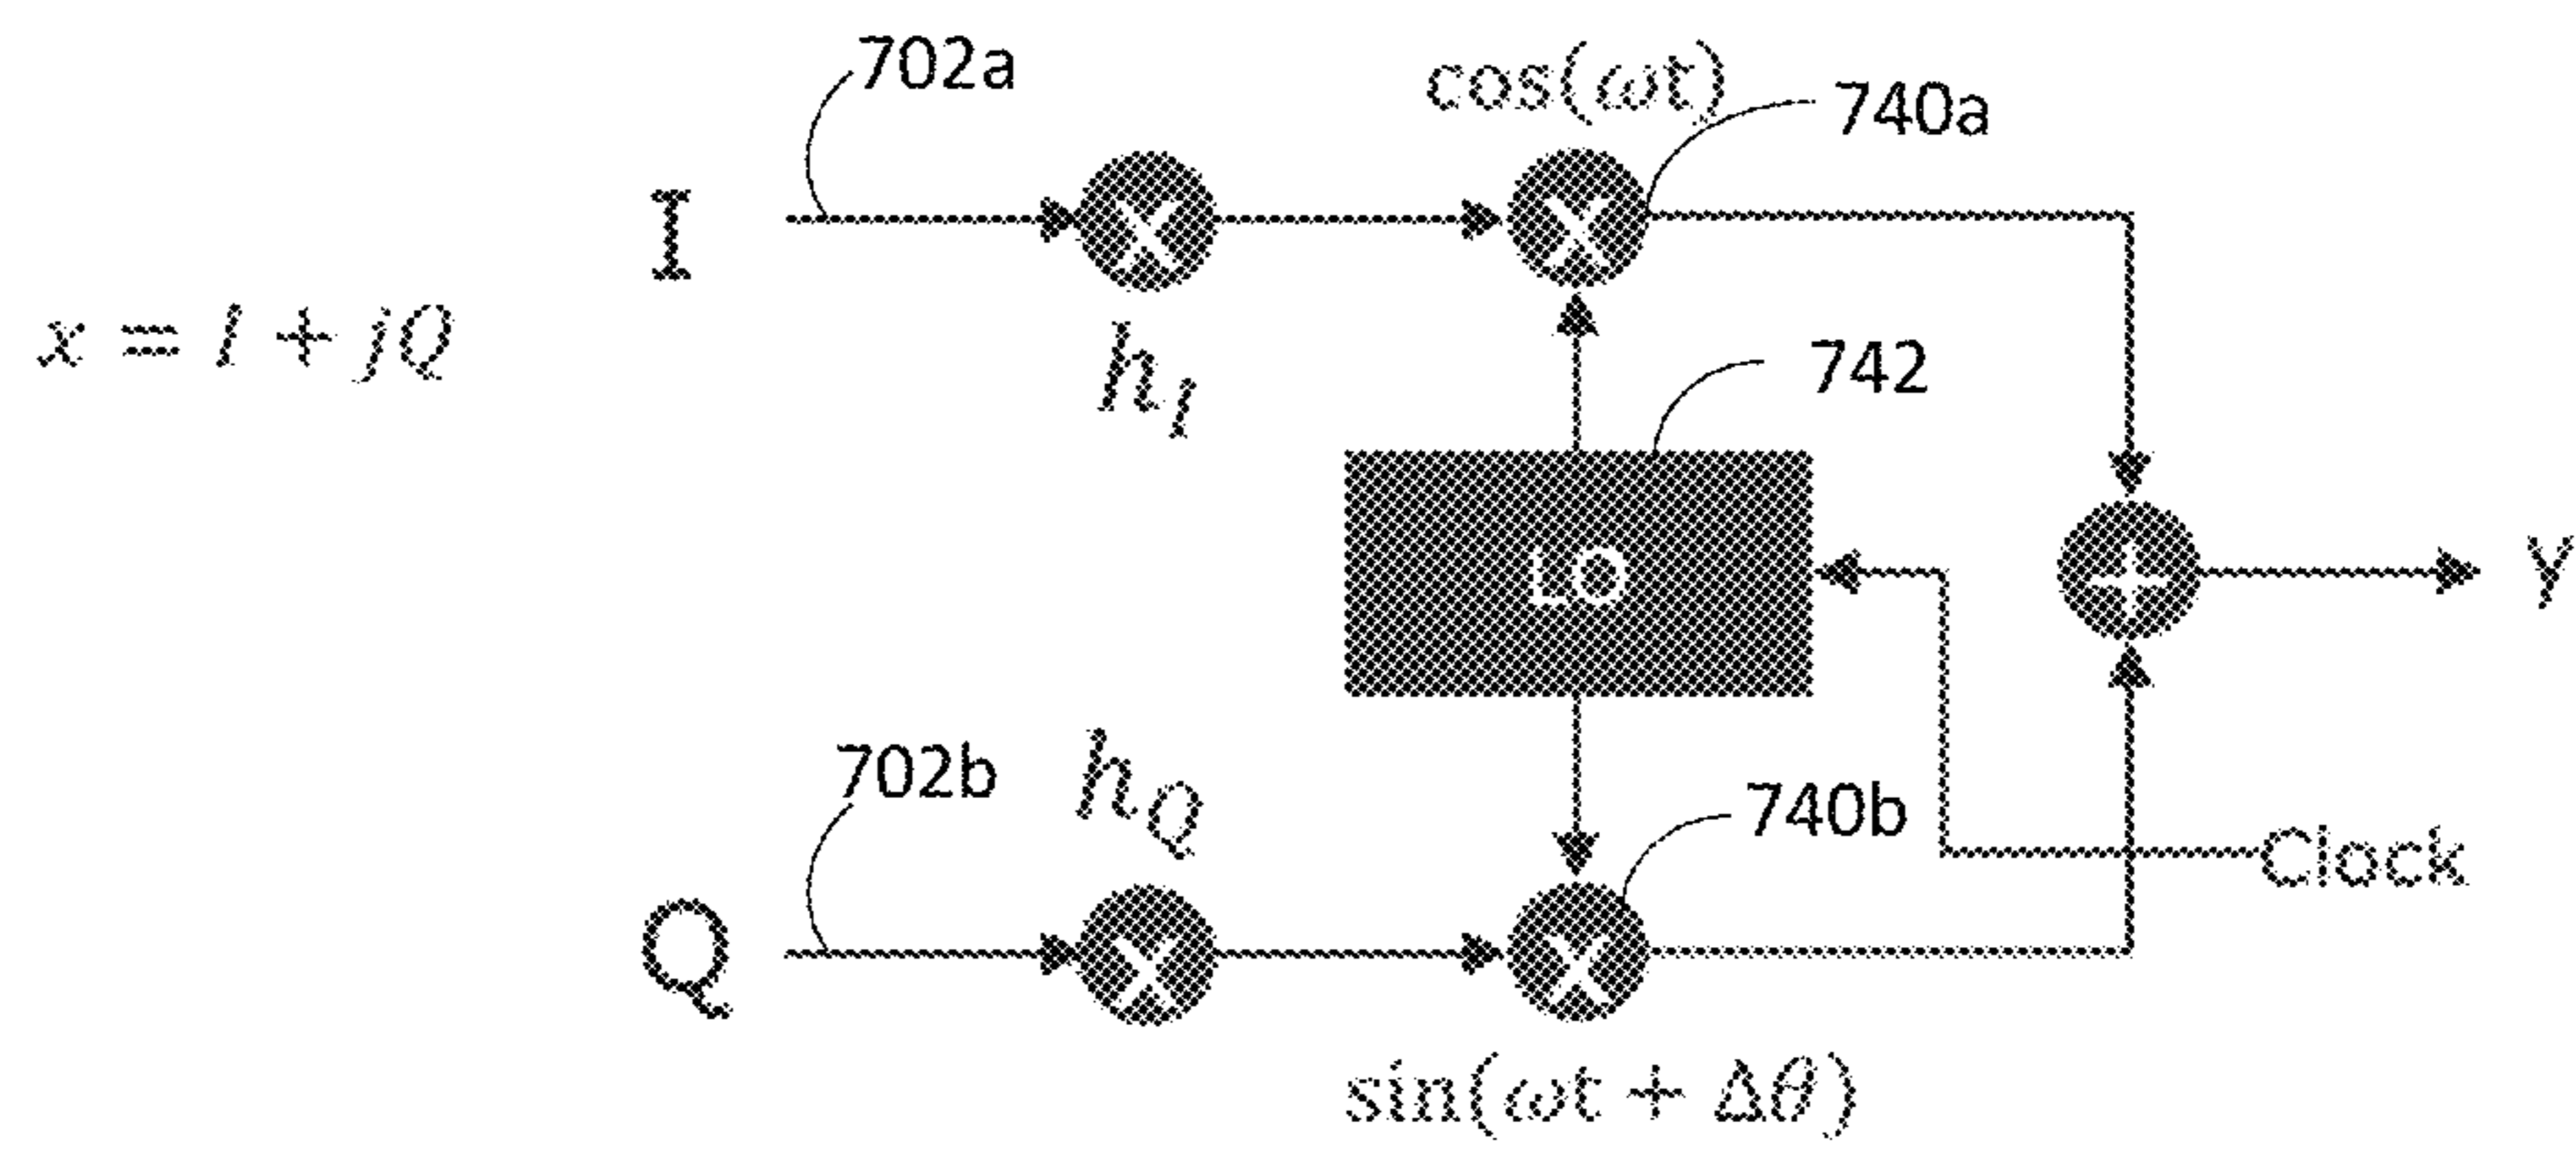 702a
cos(ωt)
740a
I
x = I + jQ
h_I
742
LO
y
702b
h_Q
740b
Clock
Q
sin(ωt + Δθ)